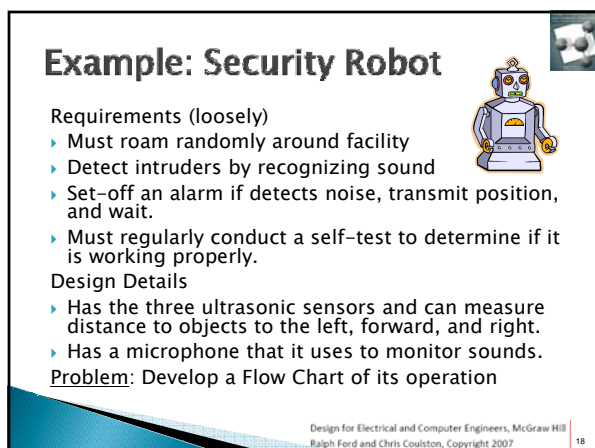 Example: Security Robot
Requirements (loosely)
Must roam randomly around facility
Detect intruders by recognizing sound
Set-off an alarm if detects noise, transmit position,
and wait.
Must regularly conduct a self-test to determine if it
is working properly.
Design Details
Has the three ultrasonic sensors and can measure
distance to objects to the left, forward, and right.
Has a microphone that it uses to monitor sounds.
Problem: Develop a Flow Chart of its operation
Design for Electrical and Computer Engineers, McGraw Hill
Ralph Ford and Chris Coulston, Copyright 2007
18